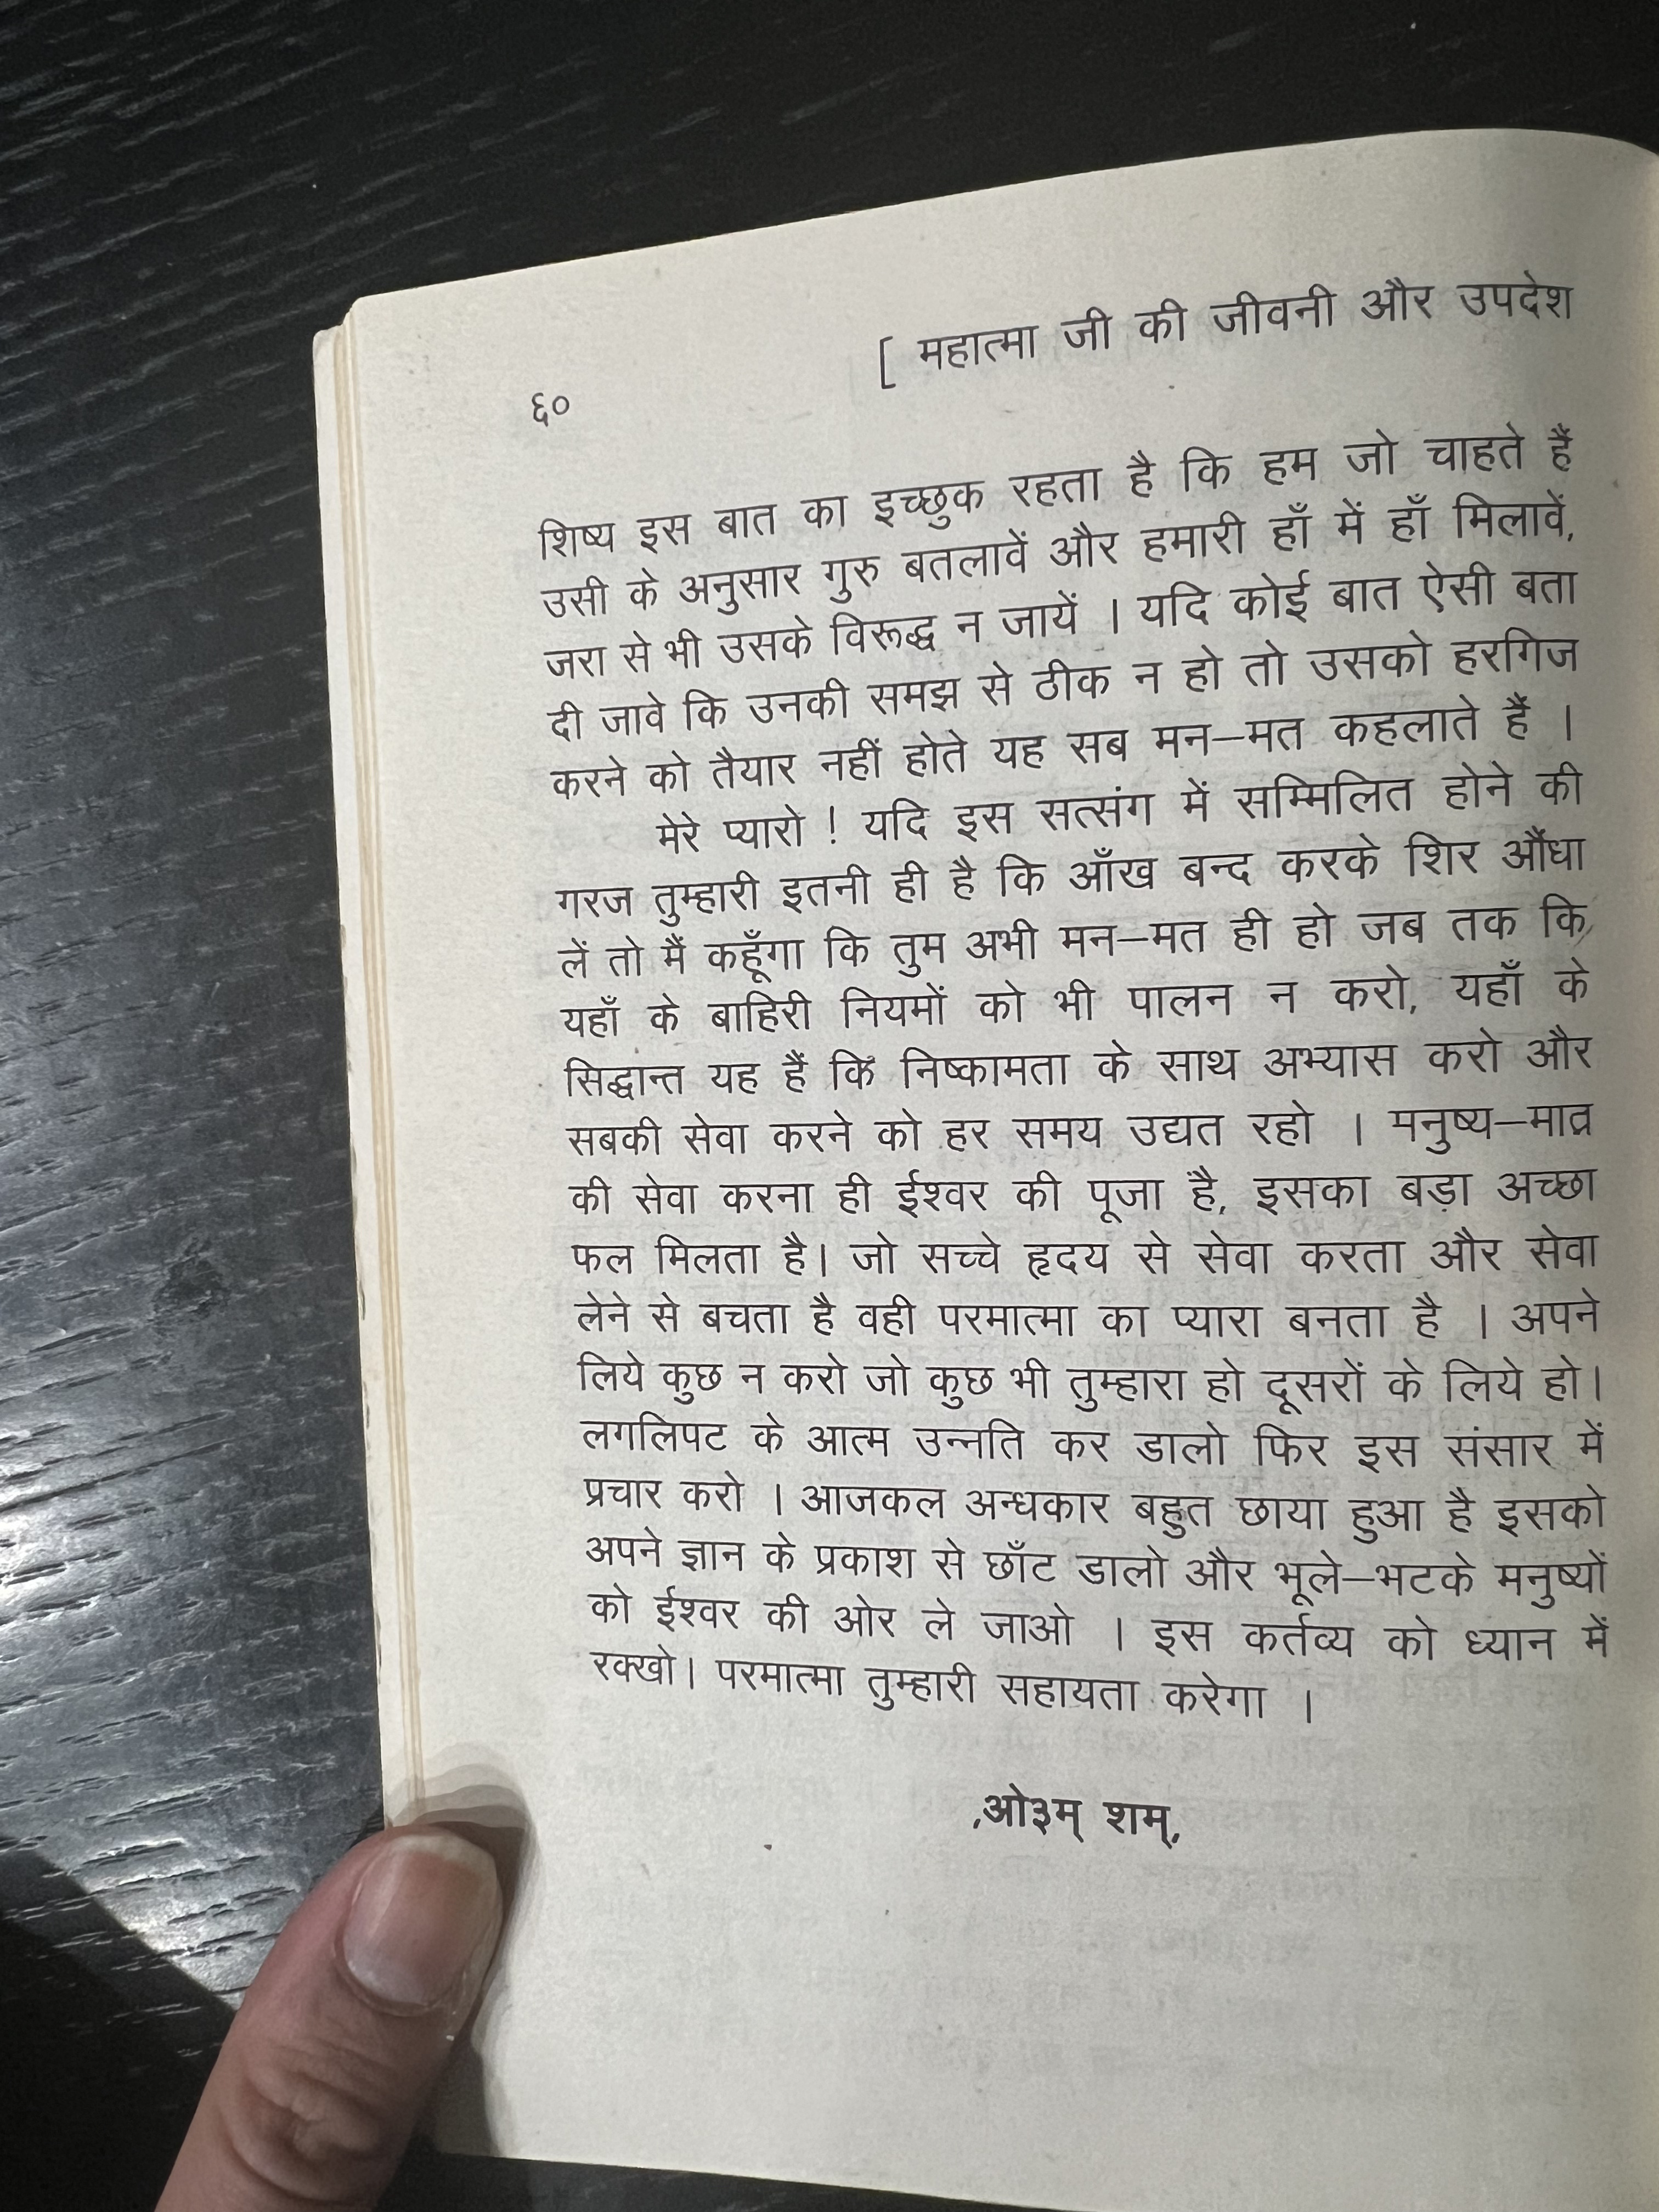 [ महात्मा जी की जीवनी और उपदेश
६०
शिष्य इस बात का इच्छुक रहता है कि हम जो चाहते हैं
उसी के अनुसार गुरु बतलावें और हमारी हाँ में हाँ मिलावें,
जरा से भी उसके विरूद्ध न जायें । यदि कोई बात ऐसी बता
दी जावे कि उनकी समझ से ठीक न हो तो उसको हरगिज
करने को तैयार नहीं होते यह सब मन–मत कहलाते हैं ।
मेरे प्यारो ! यदि इस सत्संग में सम्मिलित होने की
गरज तुम्हारी इतनी ही है कि आँख बन्द करके शिर औंधा
लें तो मैं कहूँगा कि तुम अभी मन–मत ही हो जब तक कि
यहाँ के बाहिरी नियमों को भी पालन न करो, यहाँ के
सिद्धान्त यह हैं कि निष्कामता के साथ अभ्यास करो और
सबकी सेवा करने को हर समय उद्यत रहो । मनुष्य–मात्र
की सेवा करना ही ईश्वर की पूजा है, इसका बड़ा अच्छा
फल मिलता है। जो सच्चे हृदय से सेवा करता और सेवा
लेने से बचता है वही परमात्मा का प्यारा बनता है । अपने
लिये कुछ न करो जो कुछ भी तुम्हारा हो दूसरों के लिये हो।
लगलिपट के आत्म उन्नति कर डालो फिर इस संसार में
प्रचार करो । आजकल अन्धकार बहुत छाया हुआ है इसको
अपने ज्ञान के प्रकाश से छाँट डालो और भूले–भटके मनुष्यों
को ईश्वर की ओर ले जाओ । इस कर्तव्य को ध्यान में
रक्खो। परमात्मा तुम्हारी सहायता करेगा ।
,ओ३म् शम्,